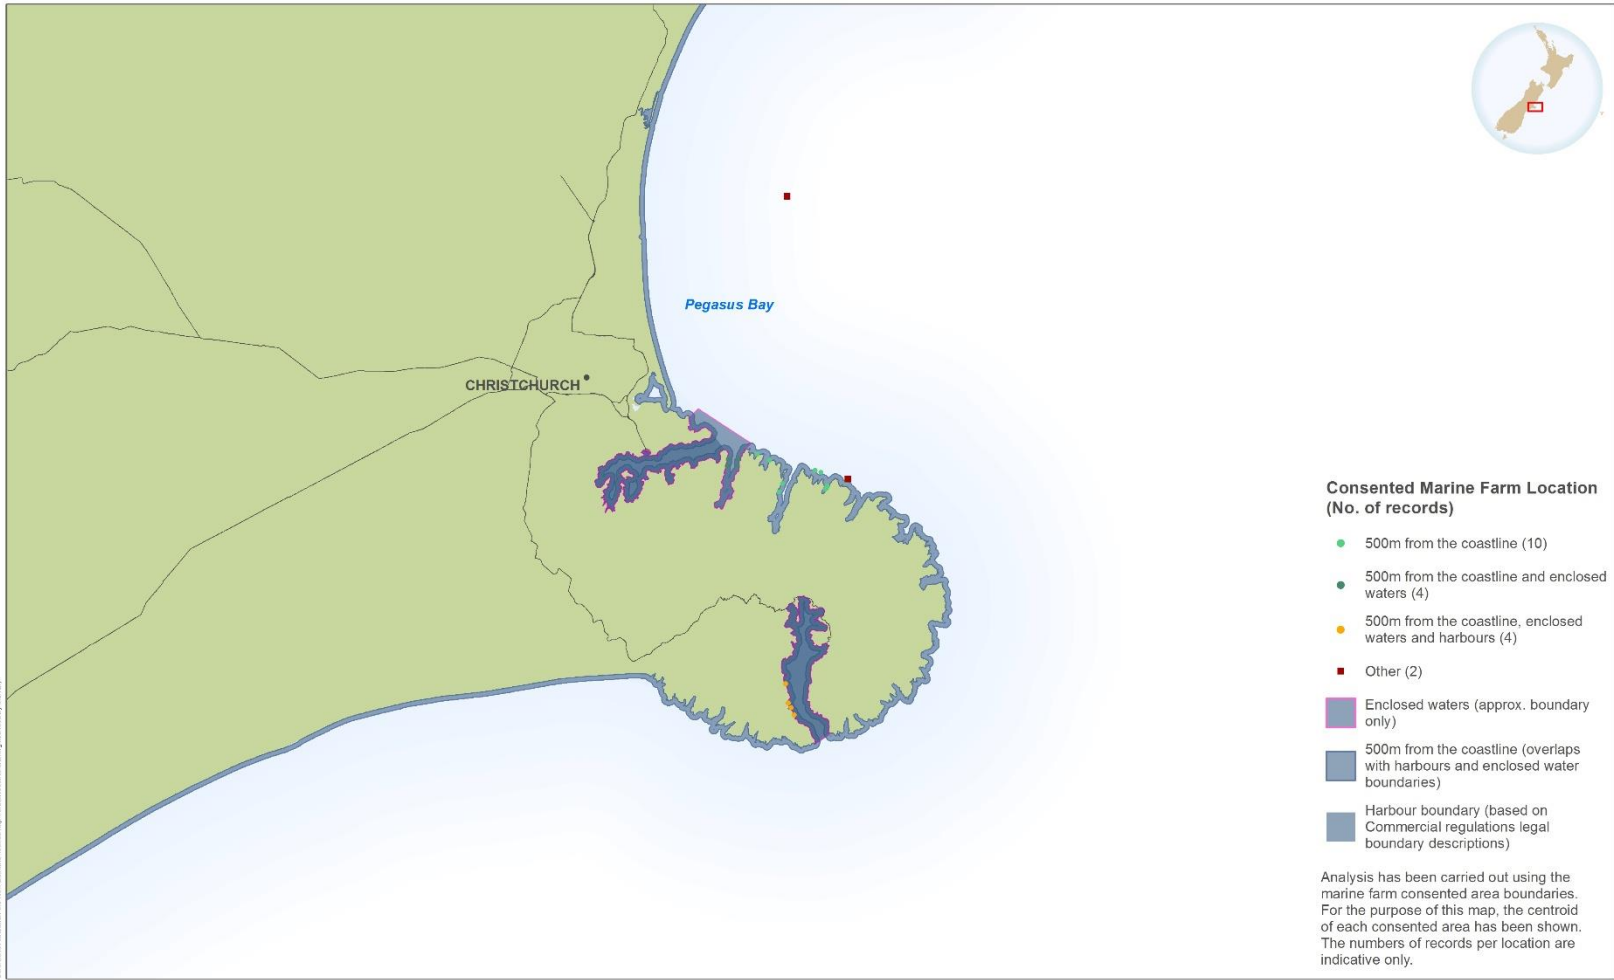 Pegasus Bay
CHRISTCHURCH
Consented Marine Farm Location
(No. of records)
500m from the coastline (10)
500m from the coastline and enclosed
waters (4)
500m from the coastline, enclosed
waters and harbours (4)
Other (2)
Enclosed waters (approx. boundary
only)
500m from the coastline (overlaps
with harbours and enclosed water
boundaries)
Harbour boundary (based on
Commercial regulations legal
boundary descriptions)
Analysis has been carried out using the
marine farm consented area boundaries.
For the purpose of this map, the centroid
of each consented area has been shown.
The numbers of records per location are
indicative only.